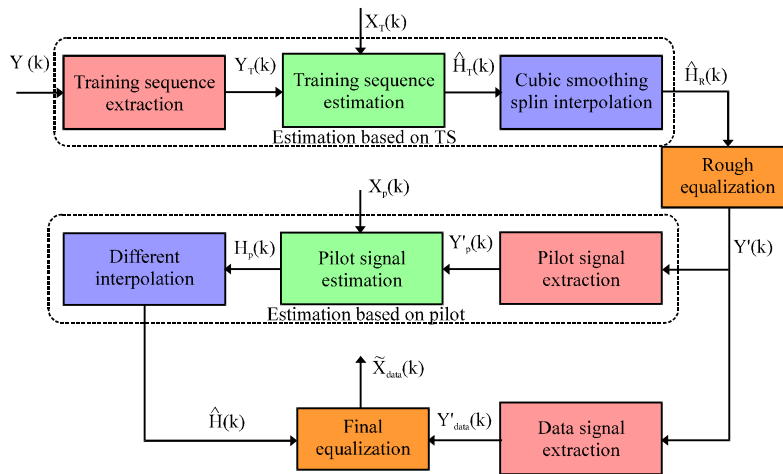 X_T(k)
Y (k)
Training sequence
extraction
Y_T(k)
Training sequence
estimation
Ĥ_T(k)
Cubic smoothing
splin interpolation
Ĥ_R(k)
Estimation based on TS
Rough
equalization
X_p(k)
Y'(k)
Different
interpolation
H_p(k)
Pilot signal
estimation
Y'_p(k)
Pilot signal
extraction
Estimation based on pilot
X̃_data(k)
Ĥ(k)
Final
equalization
Y'_data(k)
Data signal
extraction